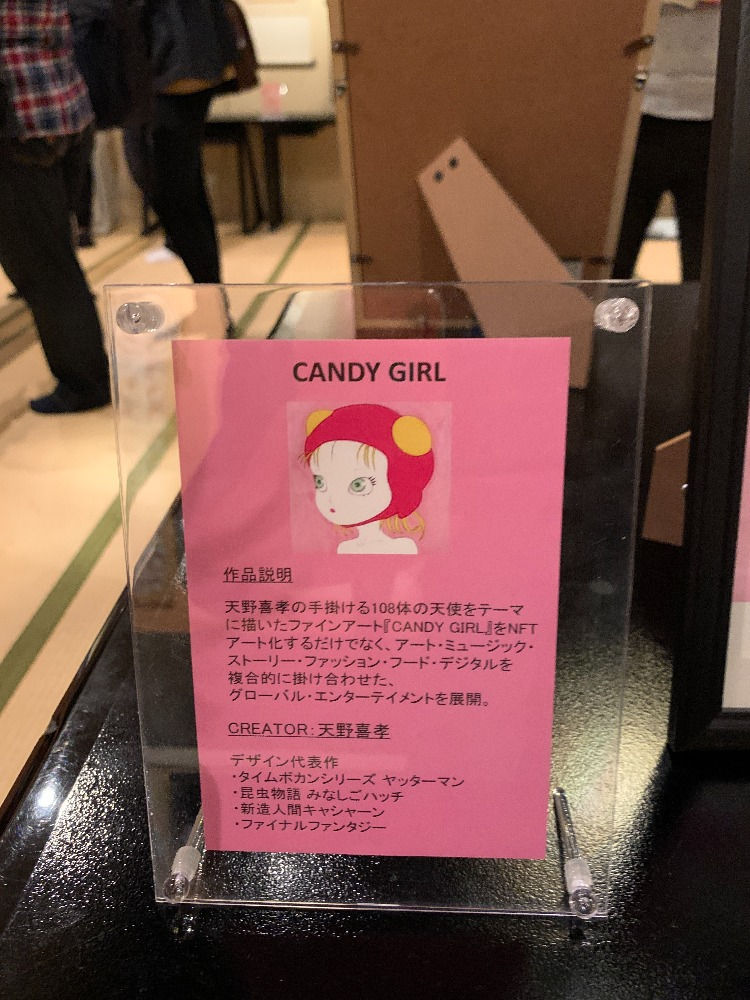 CANDY GIRL
作品説明
天野喜孝の手掛ける108体の天使をテーマ
に描いたファインアート『CANDY GIRL』をNFT
アート化するだけでなく、アート・ミュージック・
ストーリー・ファッション・フード・デジタルを
複合的に掛け合わせた、
グローバル・エンターテイメントを展開。
CREATOR：天野喜孝
デザイン代表作
・タイムボカンシリーズ ヤッターマン
・昆虫物語 みなしごハッチ
・新造人間キャシャーン
・ファイナルファンタジー